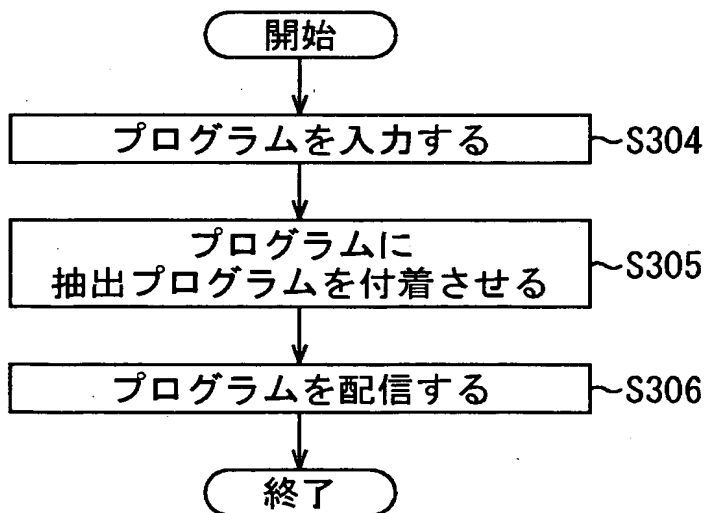 開始
プログラムを入力する ～S304
プログラムに
抽出プログラムを付着させる ～S305
プログラムを配信する ～S306
終了